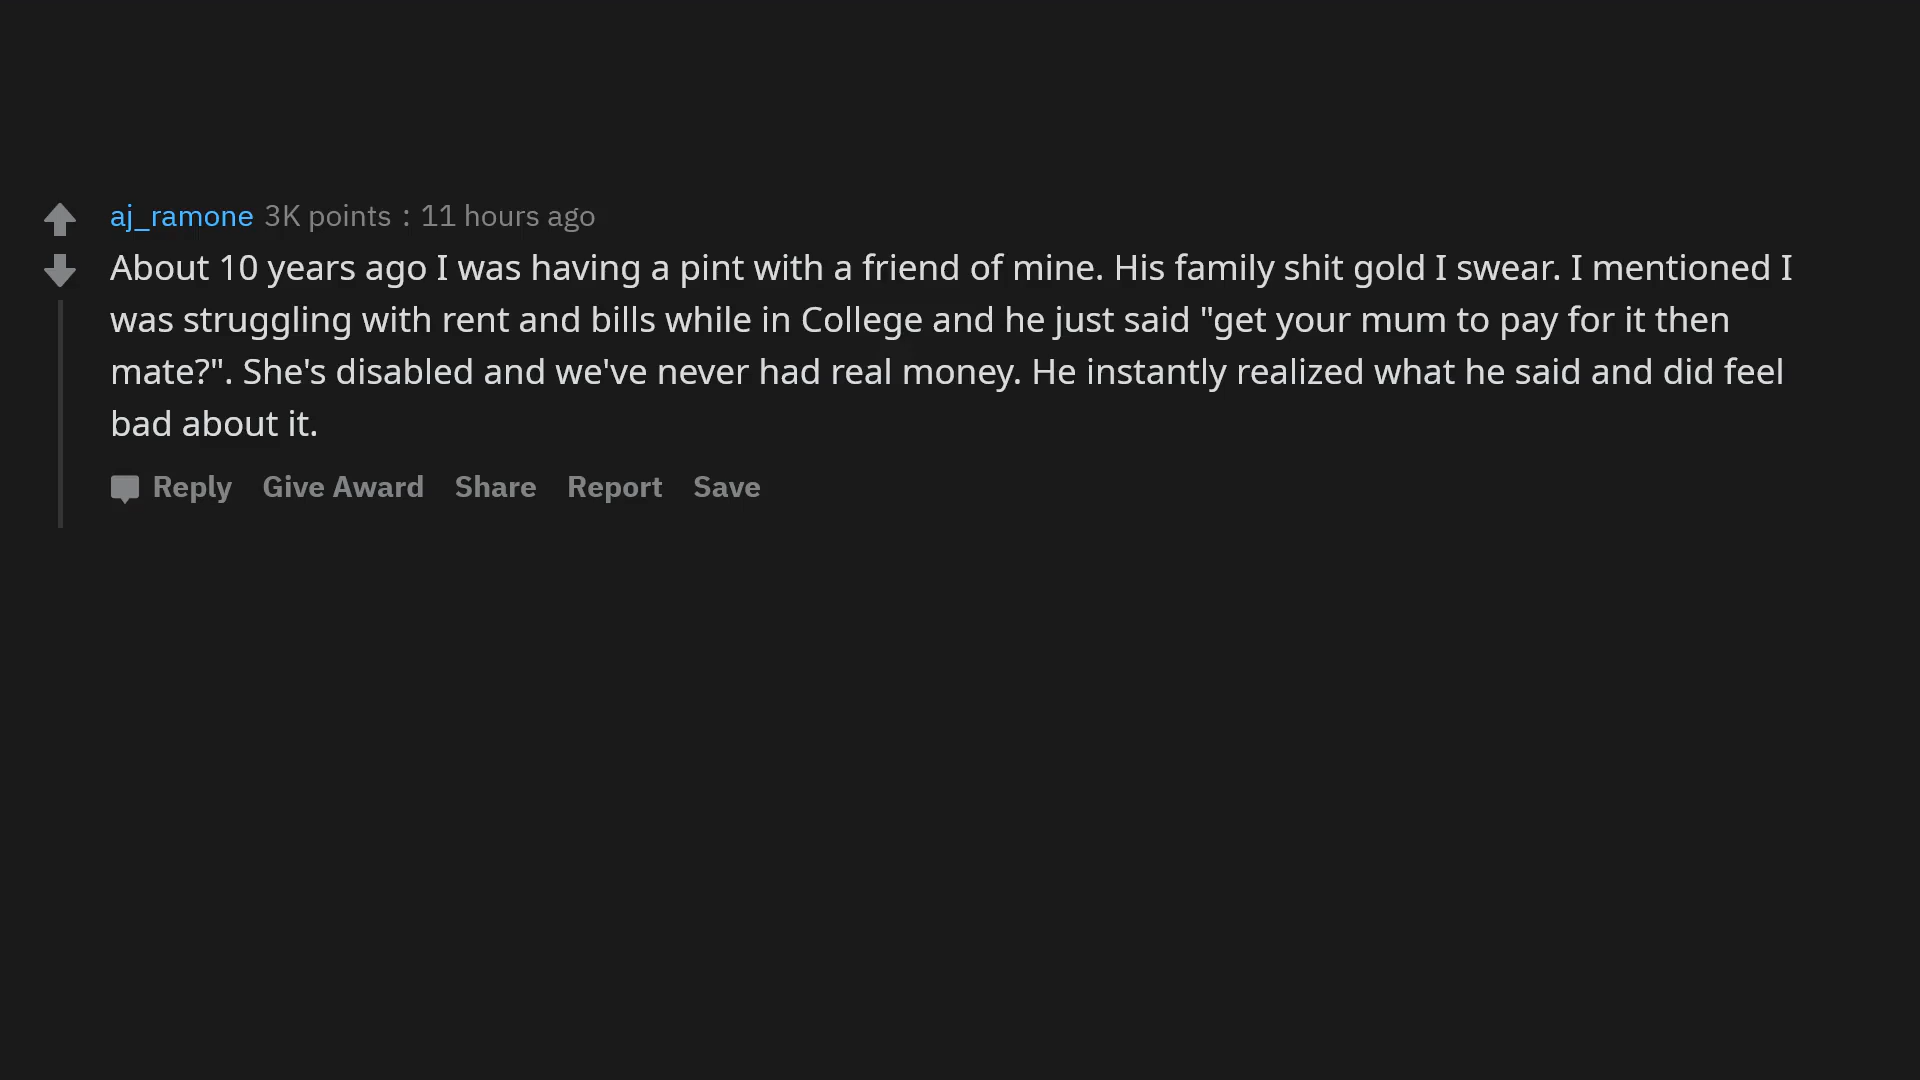 aj_ramone 3K points : 11 hours ago
About 10 years ago I was having a pint with a friend of mine. His family shit gold I swear. I mentioned I
was struggling with rent and bills while in College and he just said "get your mum to pay for it then
mate?". She's disabled and we've never had real money. He instantly realized what he said and did feel
bad about it.
Reply Give Award Share Report Save